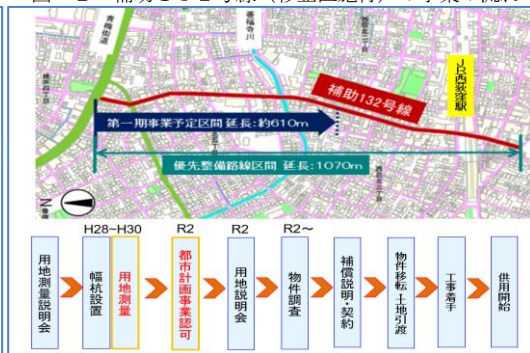 青梅街道
善福寺川
JR西荻窪駅
補助132号線
第一期事業予定区間 延長:約610m
優先整備路線区間 延長:1070m
H28~H30
R2
R2
R2~
用地測量説明会
幅杭設置
用地測量
都市計画事業認可
用地説明会
物件調査
補償説明・契約
物件移転・土地引渡
工事着手
供用開始